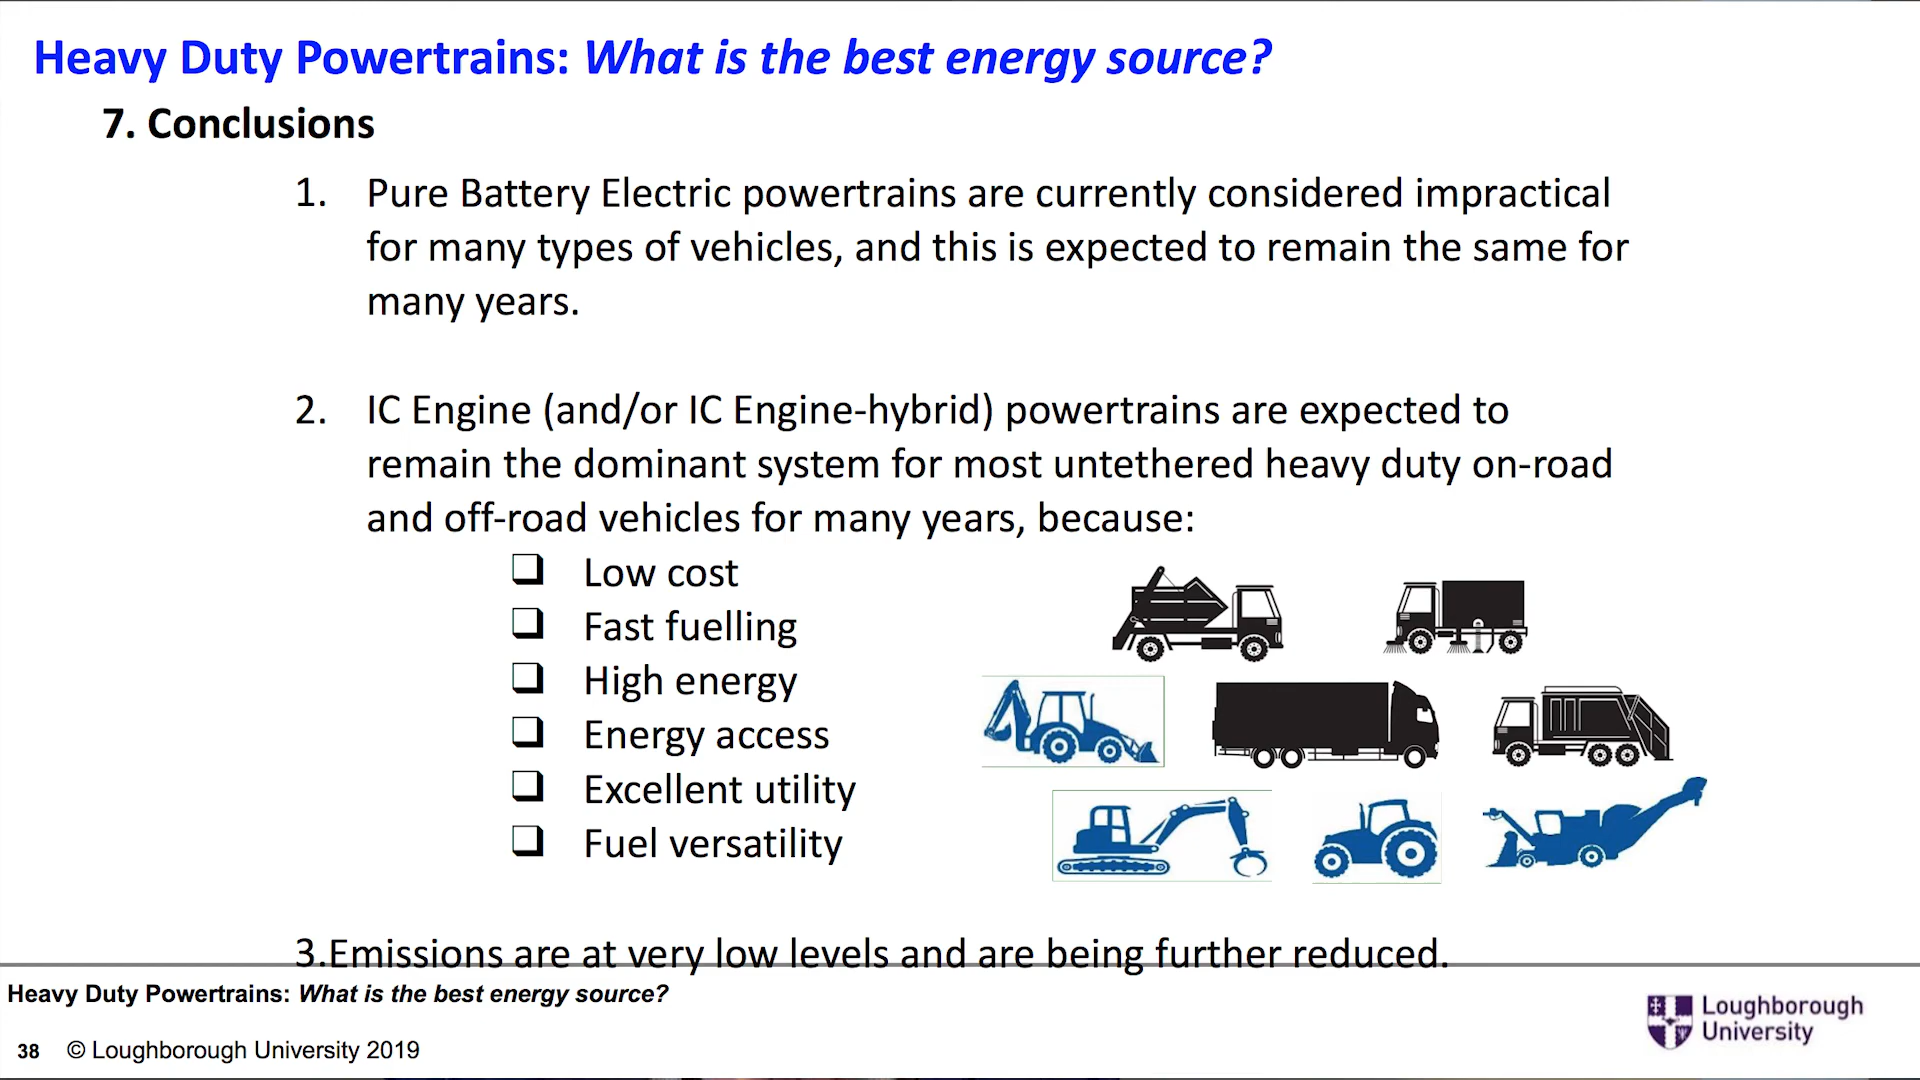 Heavy Duty Powertrains: What is the best energy source?
7. Conclusions
1. Pure Battery Electric powertrains are currently considered impractical
for many types of vehicles, and this is expected to remain the same for
many years.
2. IC Engine (and/or IC Engine-hybrid) powertrains are expected to
remain the dominant system for most untethered heavy duty on-road
and off-road vehicles for many years, because:
❑ Low cost
❑ Fast fuelling
❑ High energy
❑ Energy access
❑ Excellent utility
❑ Fuel versatility
3.Emissions are at very low levels and are being further reduced.
Heavy Duty Powertrains: What is the best energy source?
38 © Loughborough University 2019
Loughborough
University